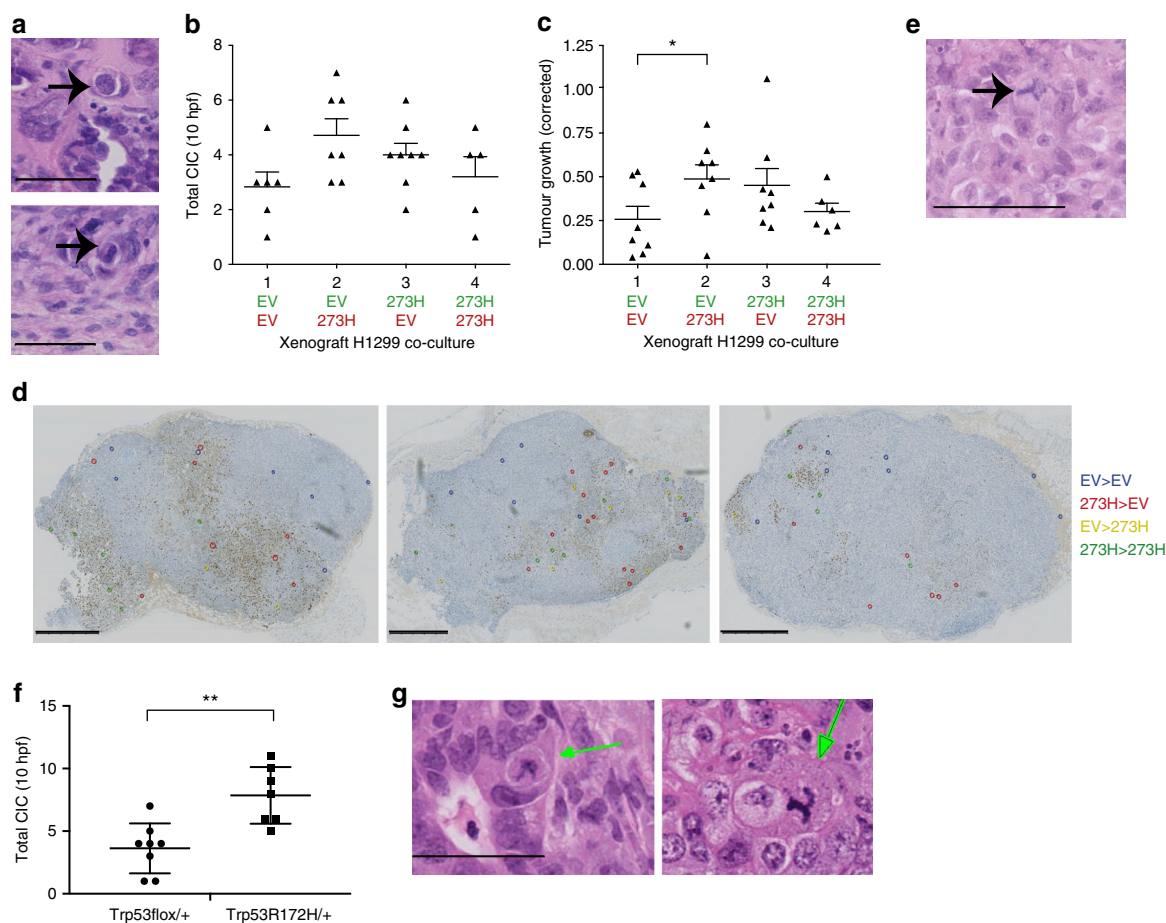 a
b
8
6
4
2
0
Total CIC (10 hpf)
1 2 3 4
EV EV 273H 273H
EV 273H EV 273H
Xenograft H1299 co-culture
c
1.25
1.00
0.75
0.50
0.25
0.00
Tumour growth (corrected)
*
1 2 3 4
EV EV 273H 273H
EV 273H EV 273H
Xenograft H1299 co-culture
e
d
EV>EV
273H>EV
EV>273H
273H>273H
f
15
10
5
0
Total CIC (10 hpf)
**
Trp53flox/+ Trp53R172H/+
g